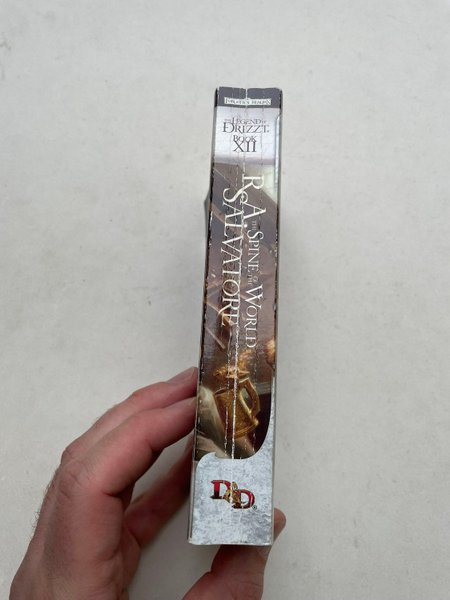 FORGOTTEN REALMS
THE LEGEND OF
DRIZZT
BOOK
XII
R.A.
SALVATORE
THE SPINE OF THE WORLD
D&D